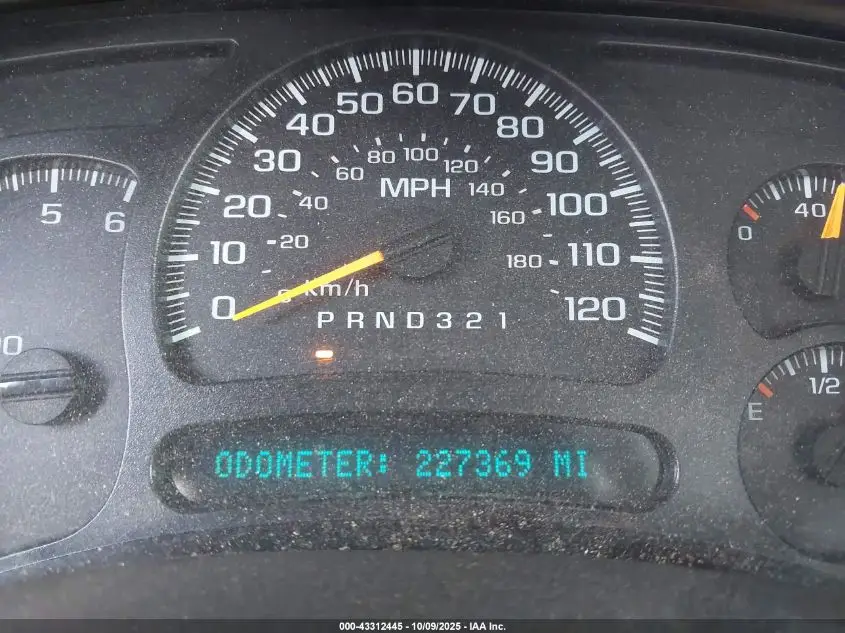 60
50 70
40 80
80 100 120
30 60 140 90
MPH
5 6 20 40 160 100 0 40
10 20 180 110
0 km/h 120
PRND321
1/2
E
ODOMETER: 227369 MI
000-43312445 - 10/09/2025 - IAA Inc.